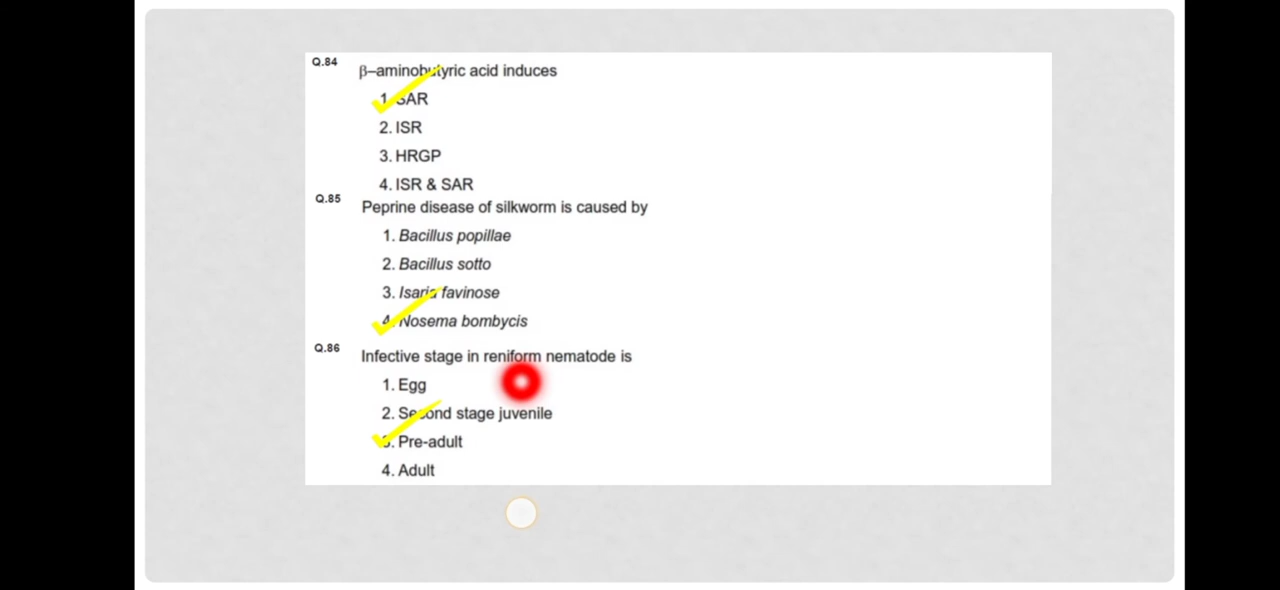 Q.84
β–aminobutyric acid induces
1. SAR
2. ISR
3. HRGP
4. ISR & SAR
Q.85
Peprine disease of silkworm is caused by
1. Bacillus popillae
2. Bacillus sotto
3. Isaria favinose
4. Nosema bombycis
Q.86
Infective stage in reniform nematode is
1. Egg
2. Second stage juvenile
3. Pre-adult
4. Adult